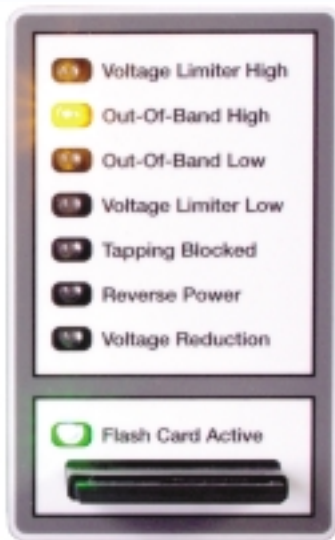 Voltage Limiter High
Out-Of-Band High
Out-Of-Band Low
Voltage Limiter Low
Tapping Blocked
Reverse Power
Voltage Reduction
Flash Card Active